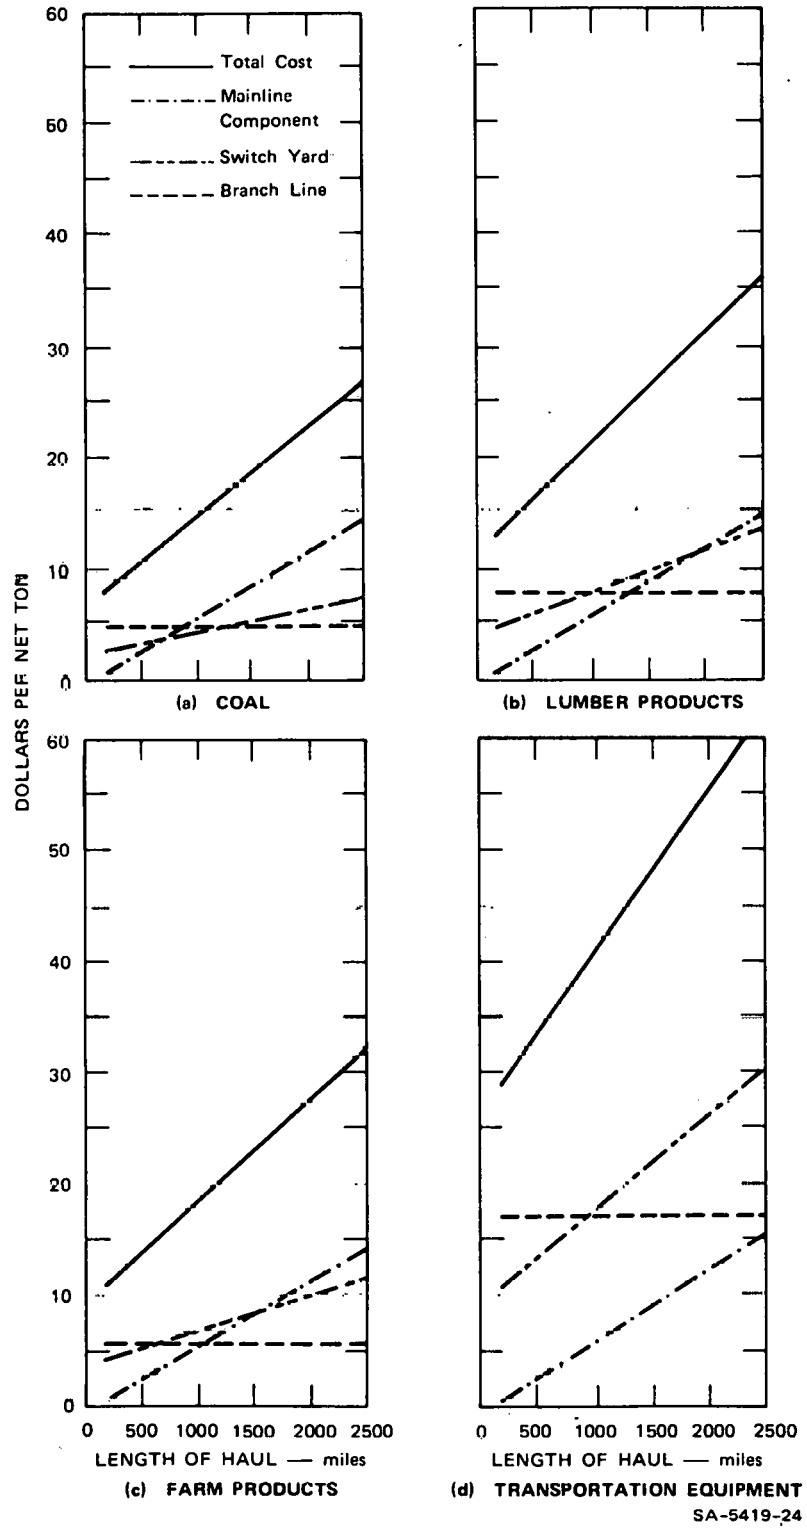 60
Total Cost
Mainline
Component
Switch Yard
Branch Line
50
40
30
20
10
0
DOLLARS PER NET TON
(a) COAL
(b) LUMBER PRODUCTS
60
50
40
30
20
10
0
0 500 1000 1500 2000 2500
0 500 1000 1500 2000 2500
LENGTH OF HAUL — miles
LENGTH OF HAUL — miles
(c) FARM PRODUCTS
(d) TRANSPORTATION EQUIPMENT
SA-5419-24